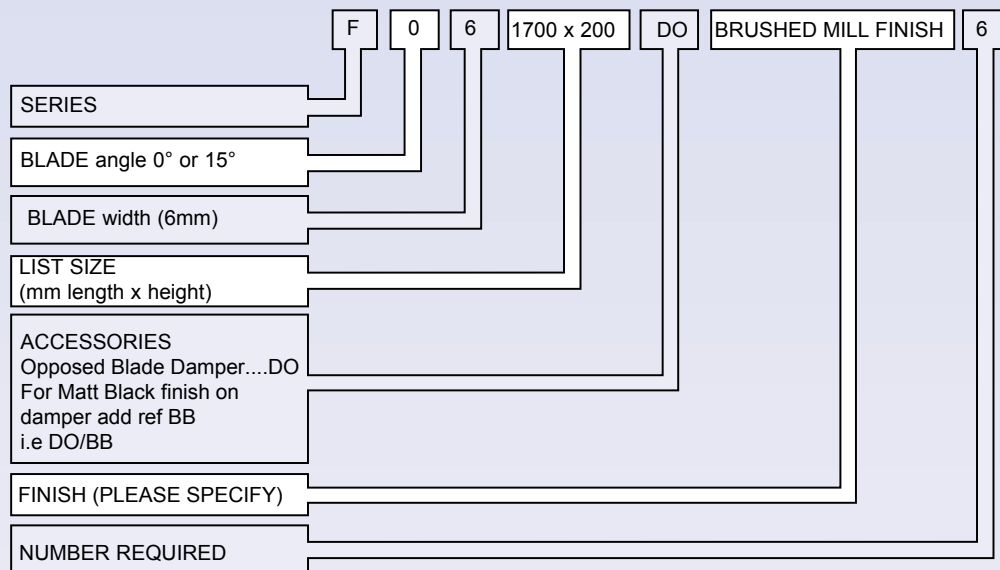 F 0 6 1700 x 200 DO BRUSHED MILL FINISH 6
SERIES
BLADE angle 0° or 15°
BLADE width (6mm)
LIST SIZE
(mm length x height)
ACCESSORIES
Opposed Blade Damper....DO
For Matt Black finish on
damper add ref BB
i.e DO/BB
FINISH (PLEASE SPECIFY)
NUMBER REQUIRED